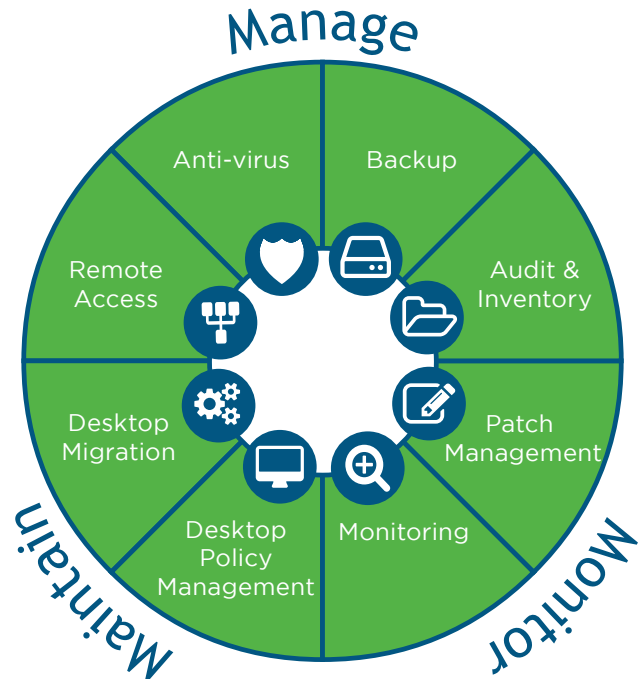 Manage
Anti-virus
Backup
Remote
Access
Audit &
Inventory
Desktop
Migration
Patch
Management
Desktop
Policy
Management
Monitoring
Maintain
Monitor